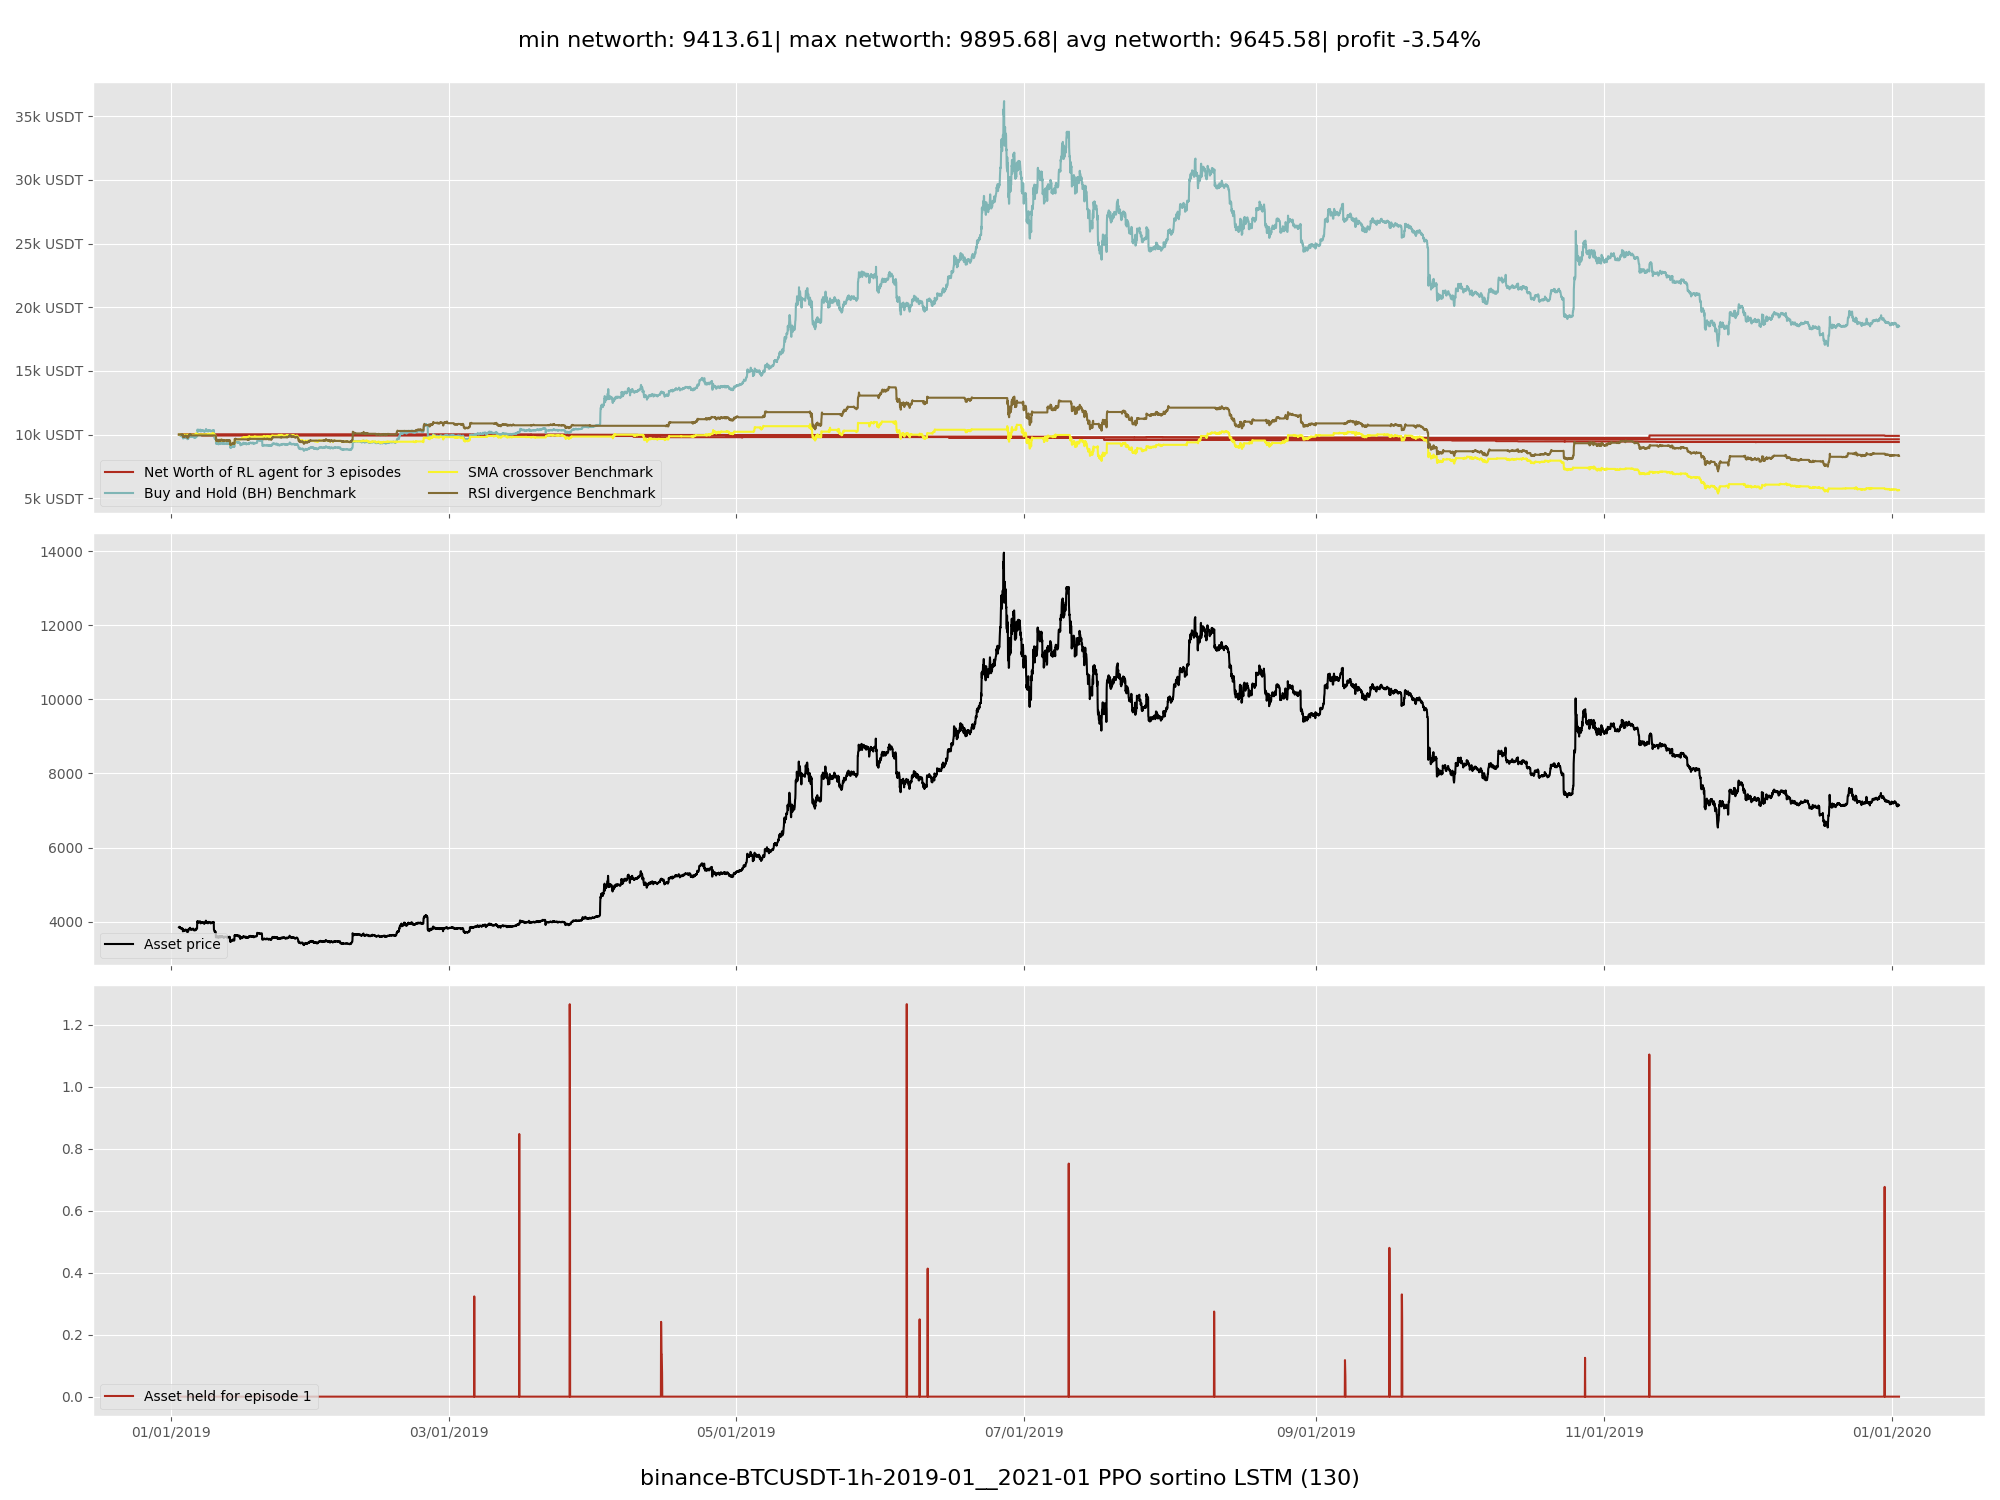 min networth: 9413.61| max networth: 9895.68| avg networth: 9645.58| profit -3.54%
35k USDT
30k USDT
25k USDT
20k USDT
15k USDT
10k USDT
5k USDT
Net Worth of RL agent for 3 episodes
Buy and Hold (BH) Benchmark
SMA crossover Benchmark
RSI divergence Benchmark
14000
12000
10000
8000
6000
4000
Asset price
1.2
1.0
0.8
0.6
0.4
0.2
0.0
Asset held for episode 1
01/01/2019 03/01/2019 05/01/2019 07/01/2019 09/01/2019 11/01/2019 01/01/2020
binance-BTCUSDT-1h-2019-01__2021-01 PPO sortino LSTM (130)